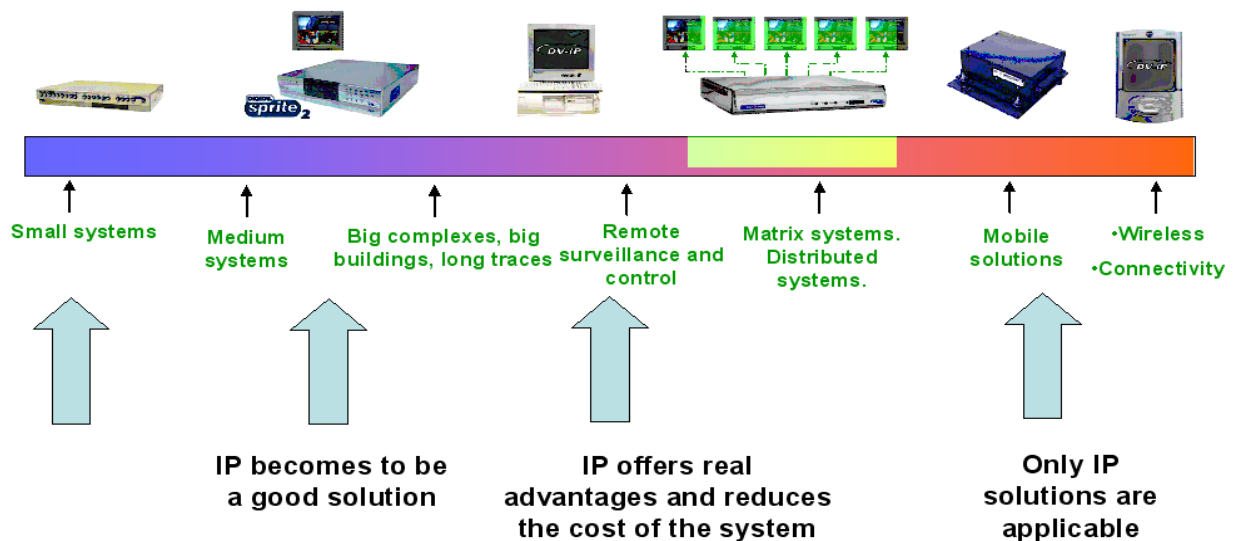 DV-IP
DV-IP
sprite 2
Small systems
Medium
systems
Big complexes, big
buildings, long traces
Remote
surveillance and
control
Matrix systems.
Distributed
systems.
Mobile
solutions
•Wireless
•Connectivity
IP becomes to be
a good solution
IP offers real
advantages and reduces
the cost of the system
Only IP
solutions are
applicable